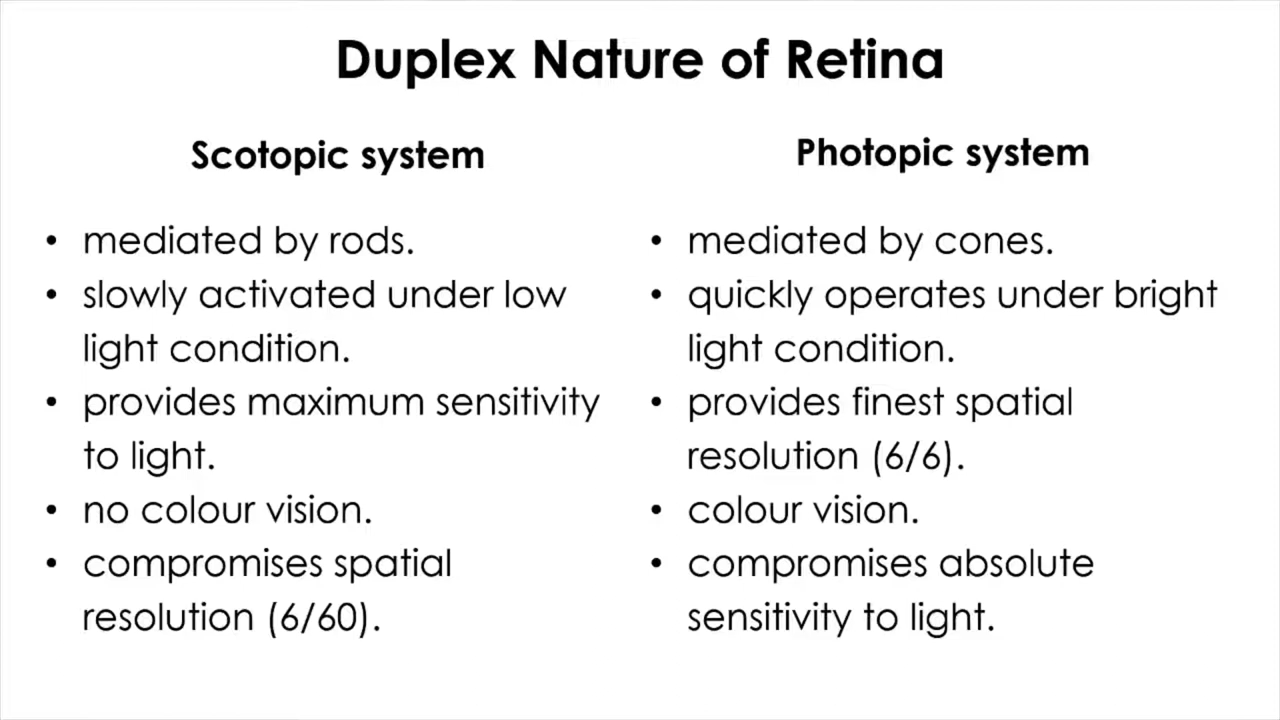 Duplex Nature of Retina
Scotopic system
• mediated by rods.
• slowly activated under low
light condition.
• provides maximum sensitivity
to light.
• no colour vision.
• compromises spatial
resolution (6/60).
Photopic system
• mediated by cones.
• quickly operates under bright
light condition.
• provides finest spatial
resolution (6/6).
• colour vision.
• compromises absolute
sensitivity to light.